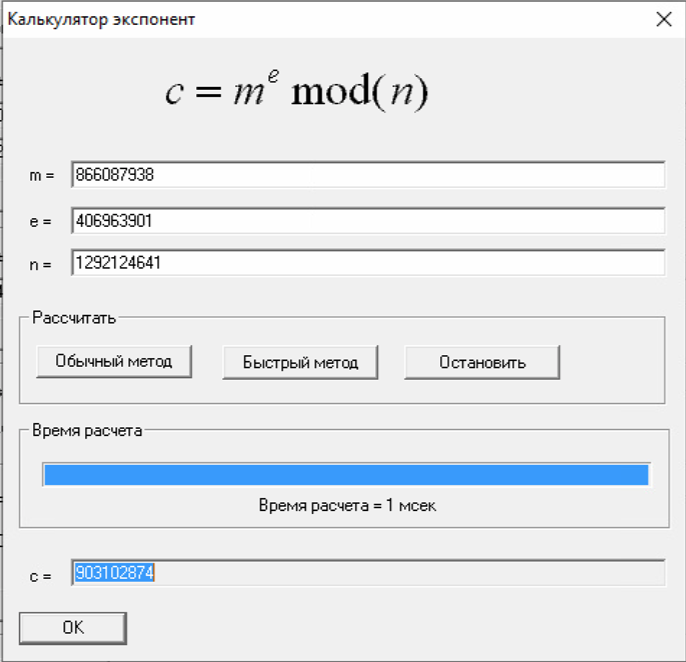 Калькулятор экспонент
c = m^e mod(n)
m = 866087938
e = 406963901
n = 1292124641
Рассчитать
Обычный метод Быстрый метод Остановить
Время расчета
Время расчета = 1 мсек
c = 903102874
OK